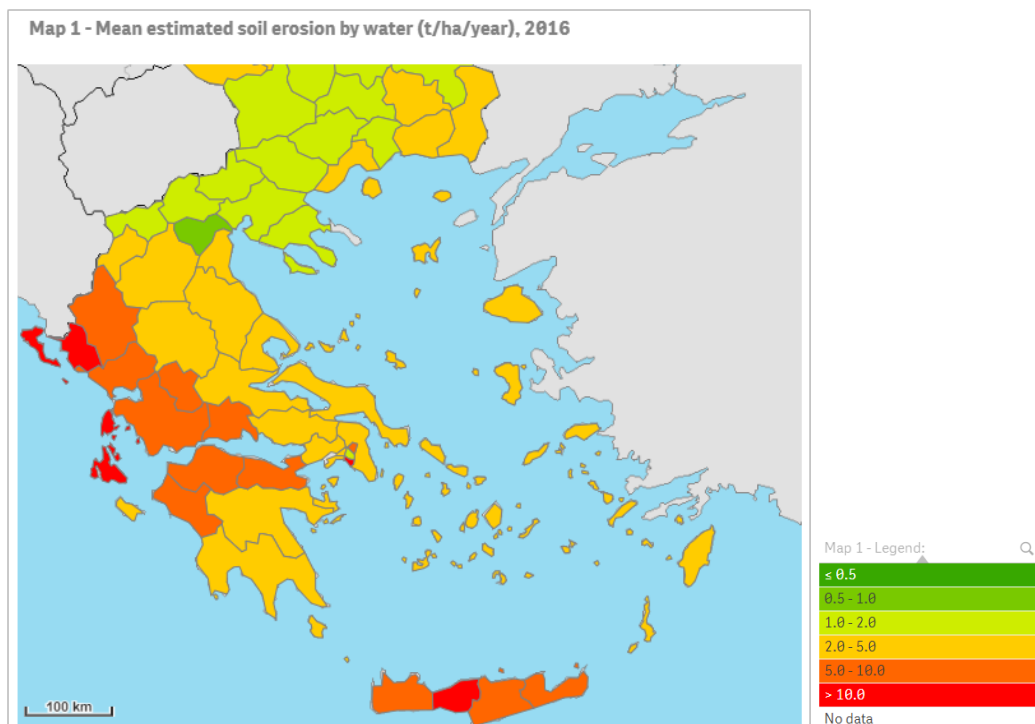 Map 1 - Mean estimated soil erosion by water (t/ha/year), 2016
100 km
Map 1 - Legend:
≤ 0.5
0.5 - 1.0
1.0 - 2.0
2.0 - 5.0
5.0 - 10.0
> 10.0
No data